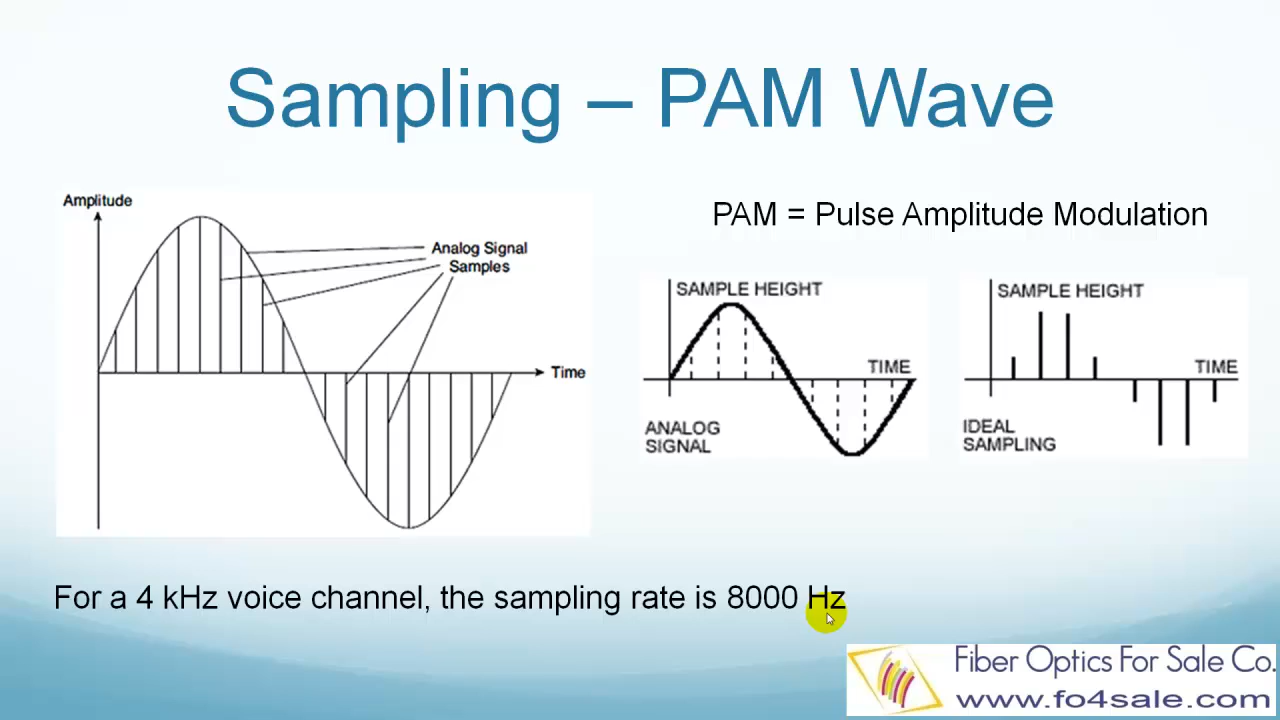 Sampling – PAM Wave
Amplitude
Analog Signal
Samples
Time
PAM = Pulse Amplitude Modulation
SAMPLE HEIGHT
TIME
ANALOG
SIGNAL
SAMPLE HEIGHT
TIME
IDEAL
SAMPLING
For a 4 kHz voice channel, the sampling rate is 8000 Hz
Fiber Optics For Sale Co.
www.fo4sale.com